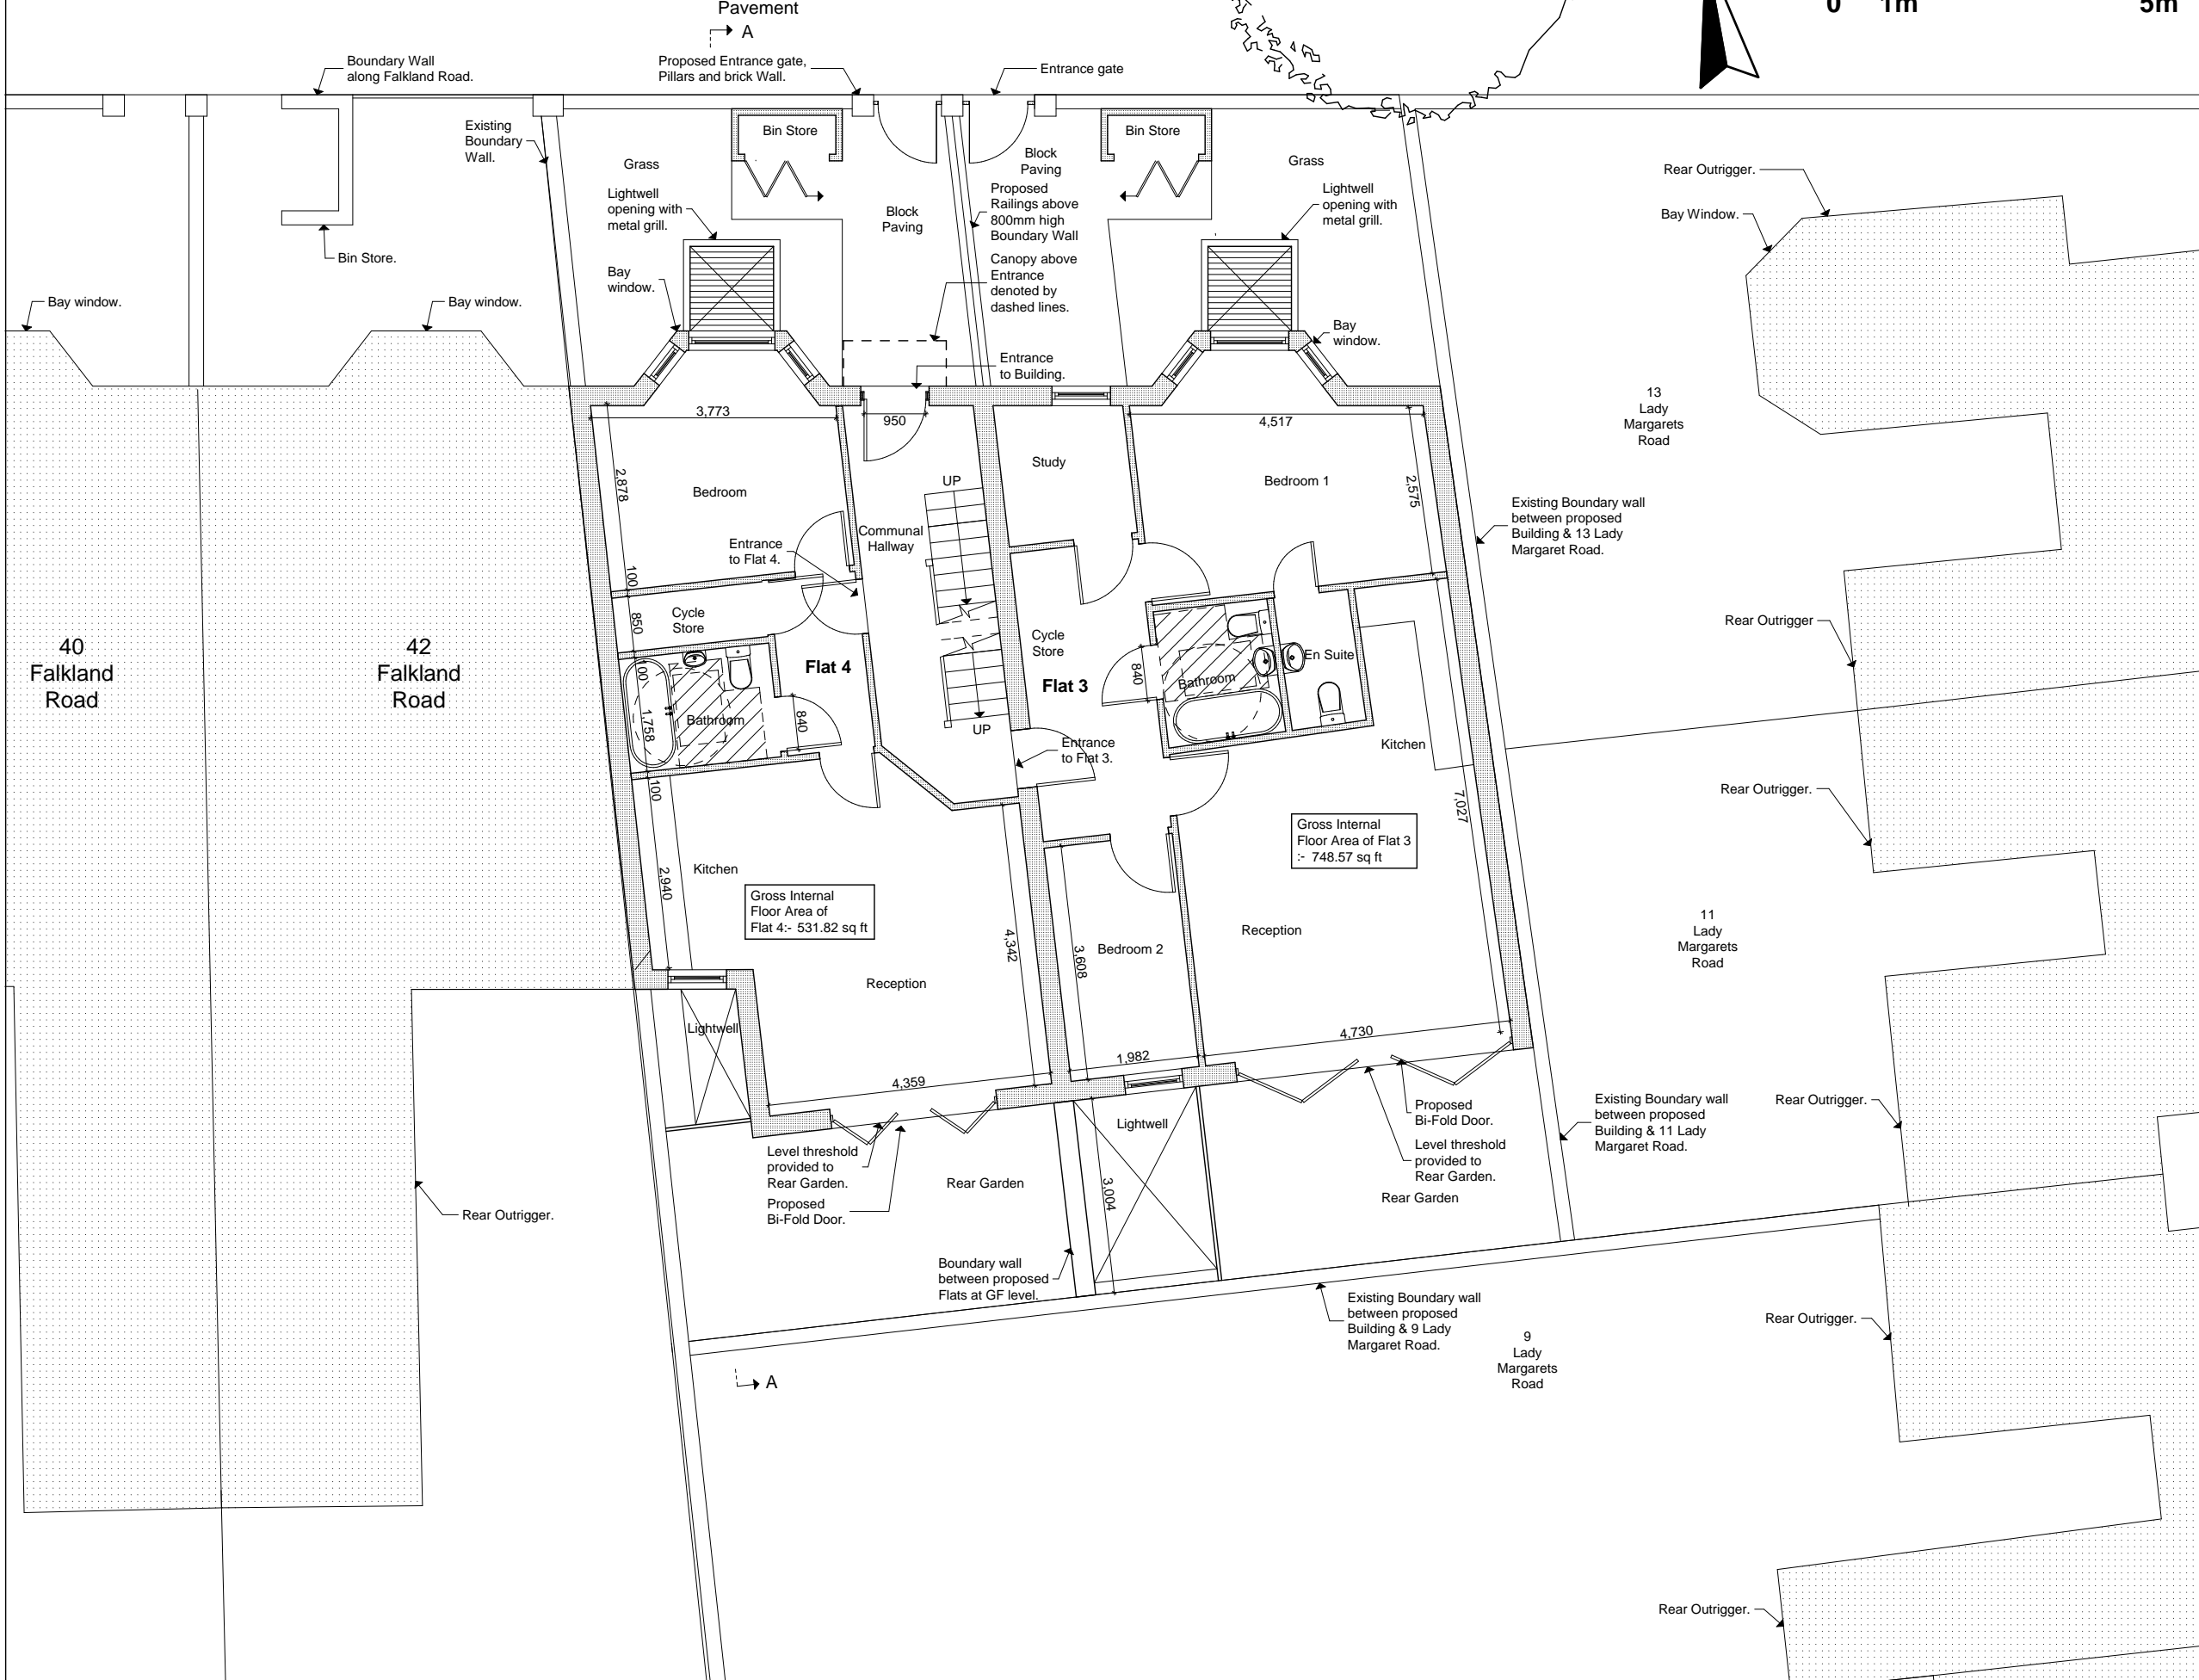 Pavement
A
0 1m 5m
Boundary Wall
along Falkland Road.
Proposed Entrance gate,
Pillars and brick Wall.
Entrance gate
Existing
Boundary
Wall.
Bin Store
Bin Store
Grass
Block
Paving
Grass
Rear Outrigger.
Lightwell
opening with
metal grill.
Block
Paving
Proposed
Railings above
800mm high
Boundary Wall
Lightwell
opening with
metal grill.
Bay Window.
Bin Store.
Canopy above
Entrance
denoted by
dashed lines.
Bay
window.
Bay window.
Bay window.
Bay
window.
Entrance
to Building.
13
Lady
Margarets
Road
3,773
950
4,517
2,878
Bedroom
Study
Bedroom 1
2,575
UP
Communal
Hallway
Entrance
to Flat 4.
Existing Boundary wall
between proposed
Building & 13 Lady
Margaret Road.
100
850
Cycle
Store
Cycle
Store
Rear Outrigger
40
Falkland
Road
42
Falkland
Road
Flat 4
Flat 3
100
1,758
Bathroom
840
840
Bathroom
En Suite
UP
Entrance
to Flat 3.
Kitchen
100
Rear Outrigger.
7,027
Gross Internal
Floor Area of Flat 3
:- 748.57 sq ft
2,940
Kitchen
Gross Internal
Floor Area of
Flat 4:- 531.82 sq ft
4,342
3,608
Bedroom 2
Reception
11
Lady
Margarets
Road
Reception
Lightwell
4,730
1,982
4,359
Lightwell
Proposed
Bi-Fold Door.
Existing Boundary wall
between proposed
Building & 11 Lady
Margaret Road.
Rear Outrigger.
Level threshold
provided to
Rear Garden.
Level threshold
provided to
Rear Garden.
Rear Garden
3,004
Rear Garden
Proposed
Bi-Fold Door.
Rear Outrigger.
Boundary wall
between proposed
Flats at GF level.
Existing Boundary wall
between proposed
Building & 9 Lady
Margaret Road.
Rear Outrigger.
9
Lady
Margarets
Road
A
Rear Outrigger.